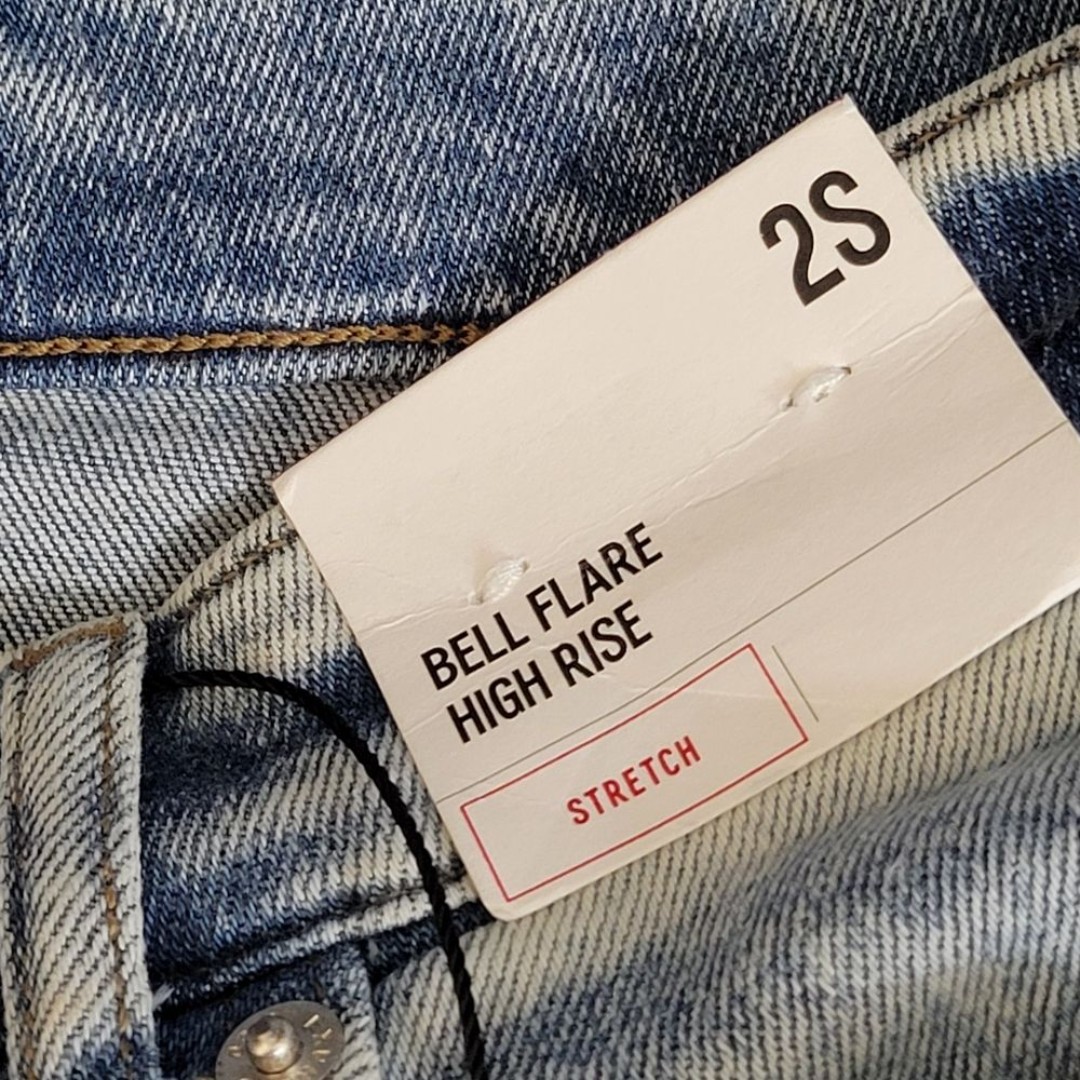 2S
BELL FLARE
HIGH RISE
STRETCH